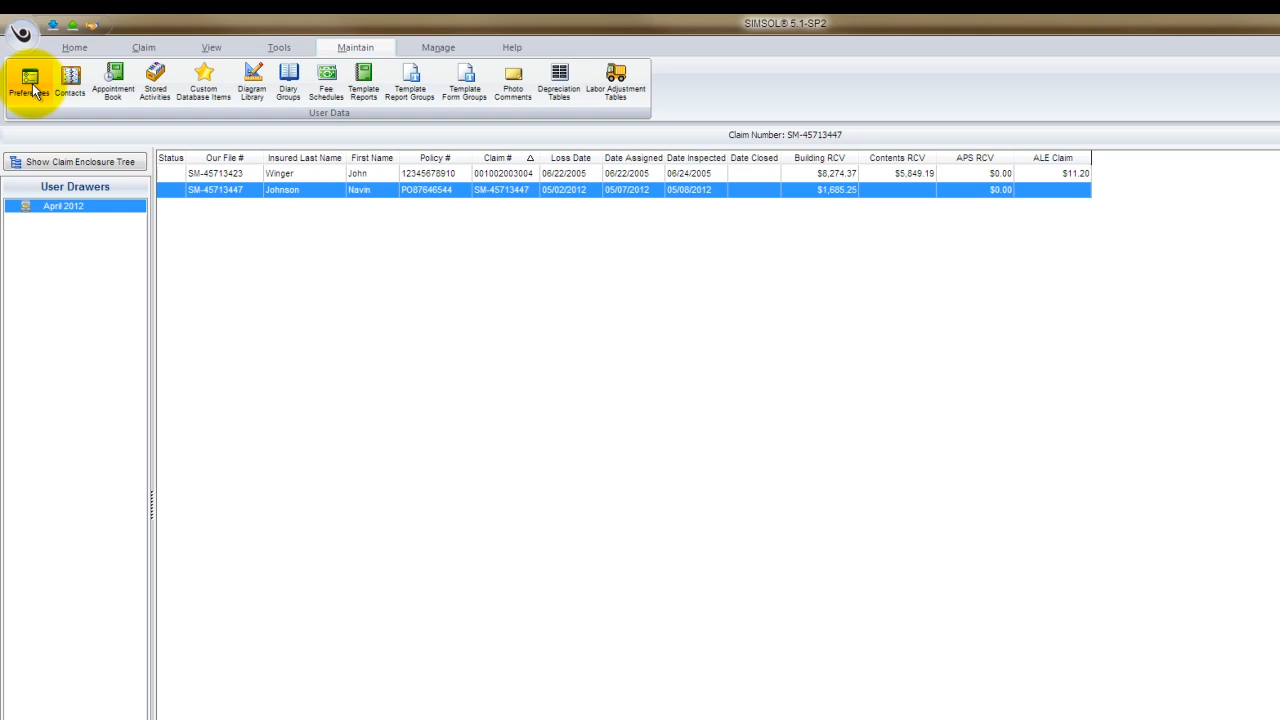 SIMSOL® 5.1-SP2
Home Claim View Tools Maintain Manage Help
Preferences Contacts Appointment Book Stored Activities Custom Database Items Diagram Library Diary Groups Fee Schedules Template Reports Template Report Groups Template Form Groups Photo Comments Depreciation Tables Labor Adjustment Tables
User Data
Claim Number: SM-45713447
Show Claim Enclosure Tree
User Drawers
April 2012
Status Our File # Insured Last Name First Name Policy # Claim # Loss Date Date Assigned Date Inspected Date Closed Building RCV Contents RCV APS RCV ALE Claim
SM-45713423 Winger John 12345678910 001002003004 06/22/2005 06/22/2005 06/24/2005 $8,274.37 $5,849.19 $0.00 $11.20
SM-45713447 Johnson Navin PO87646544 SM-45713447 05/02/2012 05/07/2012 05/08/2012 $1,685.25 $0.00